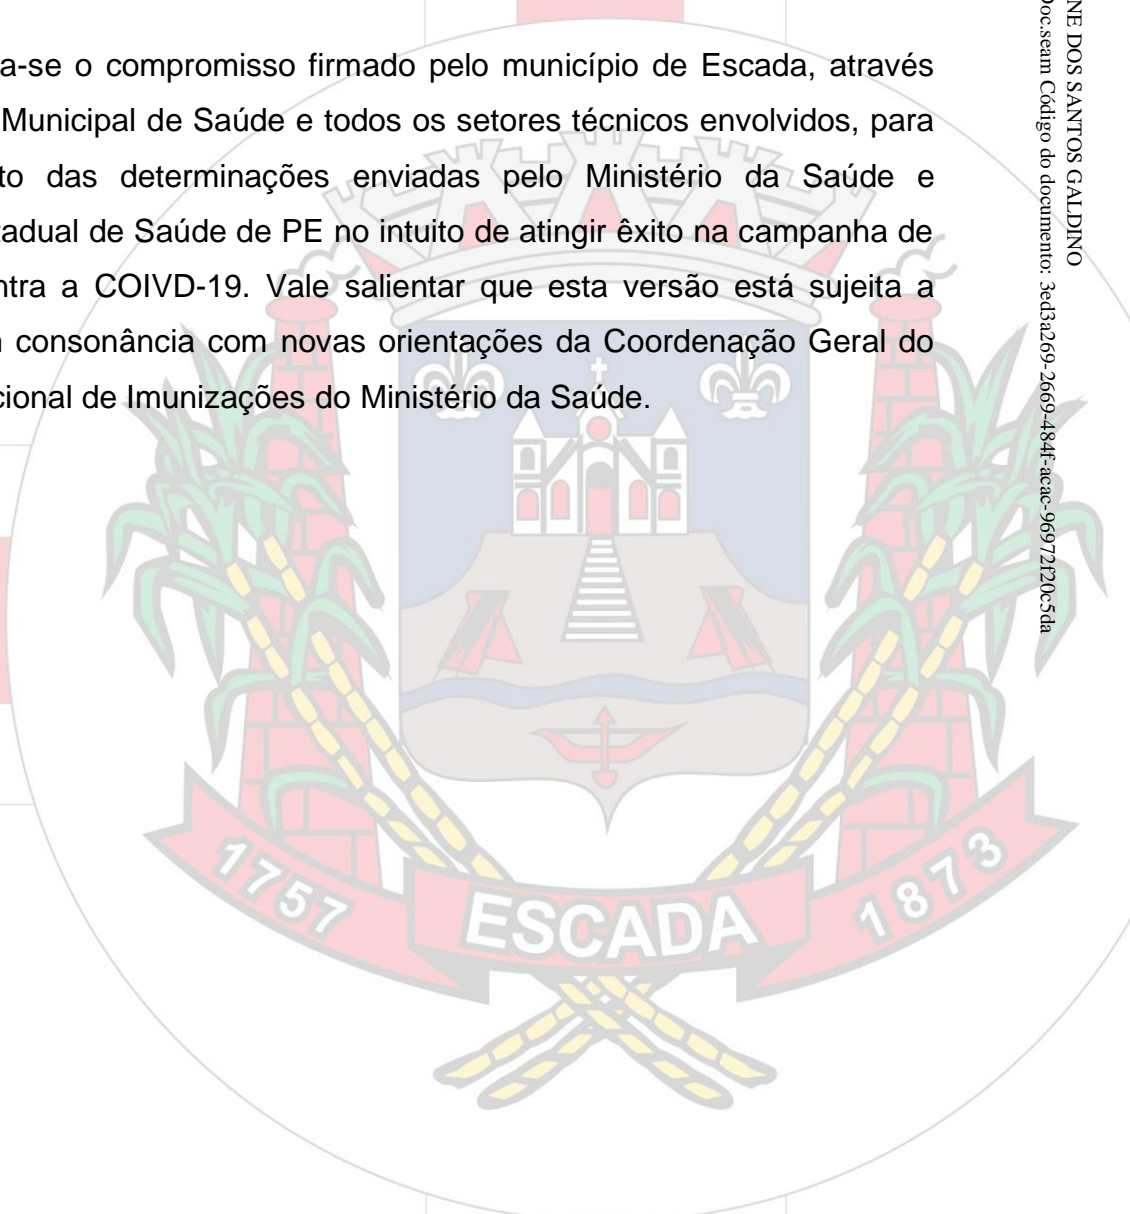 a-se o compromisso firmado pelo município de Escada, através
Municipal de Saúde e todos os setores técnicos envolvidos, para
to das determinações enviadas pelo Ministério da Saúde e
tadual de Saúde de PE no intuito de atingir êxito na campanha de
ntra a COIVD-19. Vale salientar que esta versão está sujeita a
consonância com novas orientações da Coordenação Geral do
cional de Imunizações do Ministério da Saúde.
1757
ESCADA
1873
NE DOS SANTOS GALDINO
Doc.seam Código do documento: 3ed3a269-2669-484f-acac-96972f20c5da